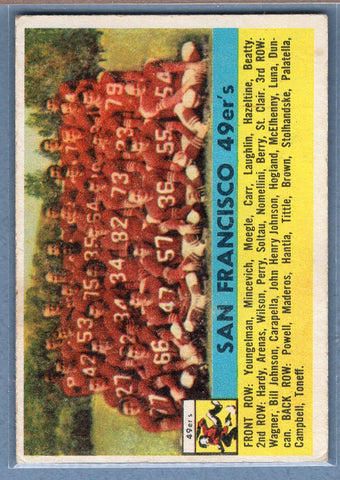 SAN FRANCISCO 49er's
49er's
FRONT ROW: Youngelman, Mincevich, Moegle, Carr, Laughlin, Hazeltine, Beatty.
2nd ROW: Hardy, Arenas, Wilson, Perry, Soltau, Nomellini, Berry, St. Clair. 3rd ROW:
Wagner, Bill Johnson, Carapella, John Henry Johnson, Hogland, McElhenny, Luna, Dun-
can. BACK ROW: Powell, Maderos, Hantla, Tittle, Brown, Stolhandske, Palatella,
Campbell, Toneff.